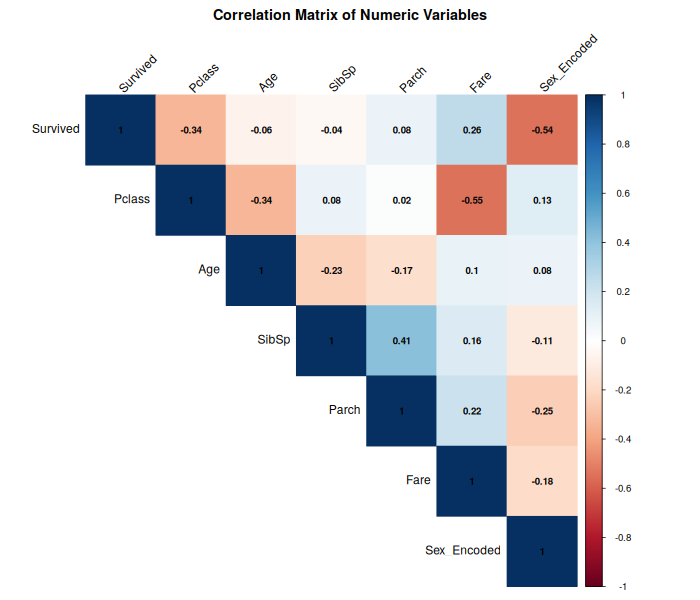 Correlation Matrix of Numeric Variables
Survived Pclass Age SibSp Parch Fare Sex_Encoded
Survived 1 -0.34 -0.06 -0.04 0.08 0.26 -0.54
Pclass 1 -0.34 0.08 0.02 -0.55 0.13
Age 1 -0.23 -0.17 0.1 0.08
SibSp 1 0.41 0.16 -0.11
Parch 1 0.22 -0.25
Fare 1 -0.18
Sex_Encoded 1
1
0.8
0.6
0.4
0.2
0
-0.2
-0.4
-0.6
-0.8
-1